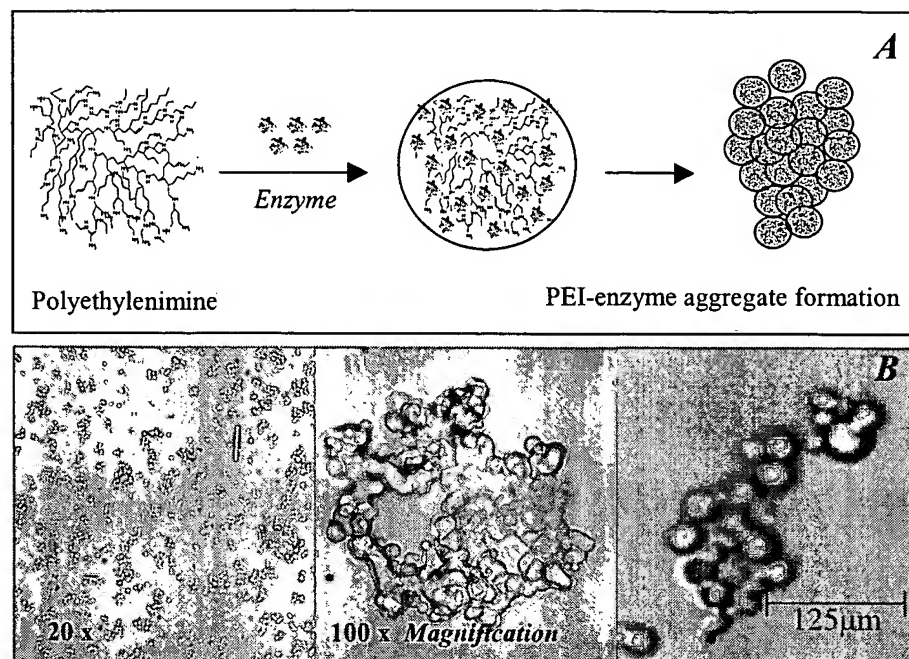 A
Enzyme
Polyethylenimine
PEI-enzyme aggregate formation
B
20 x
100 x Magnification
125µm